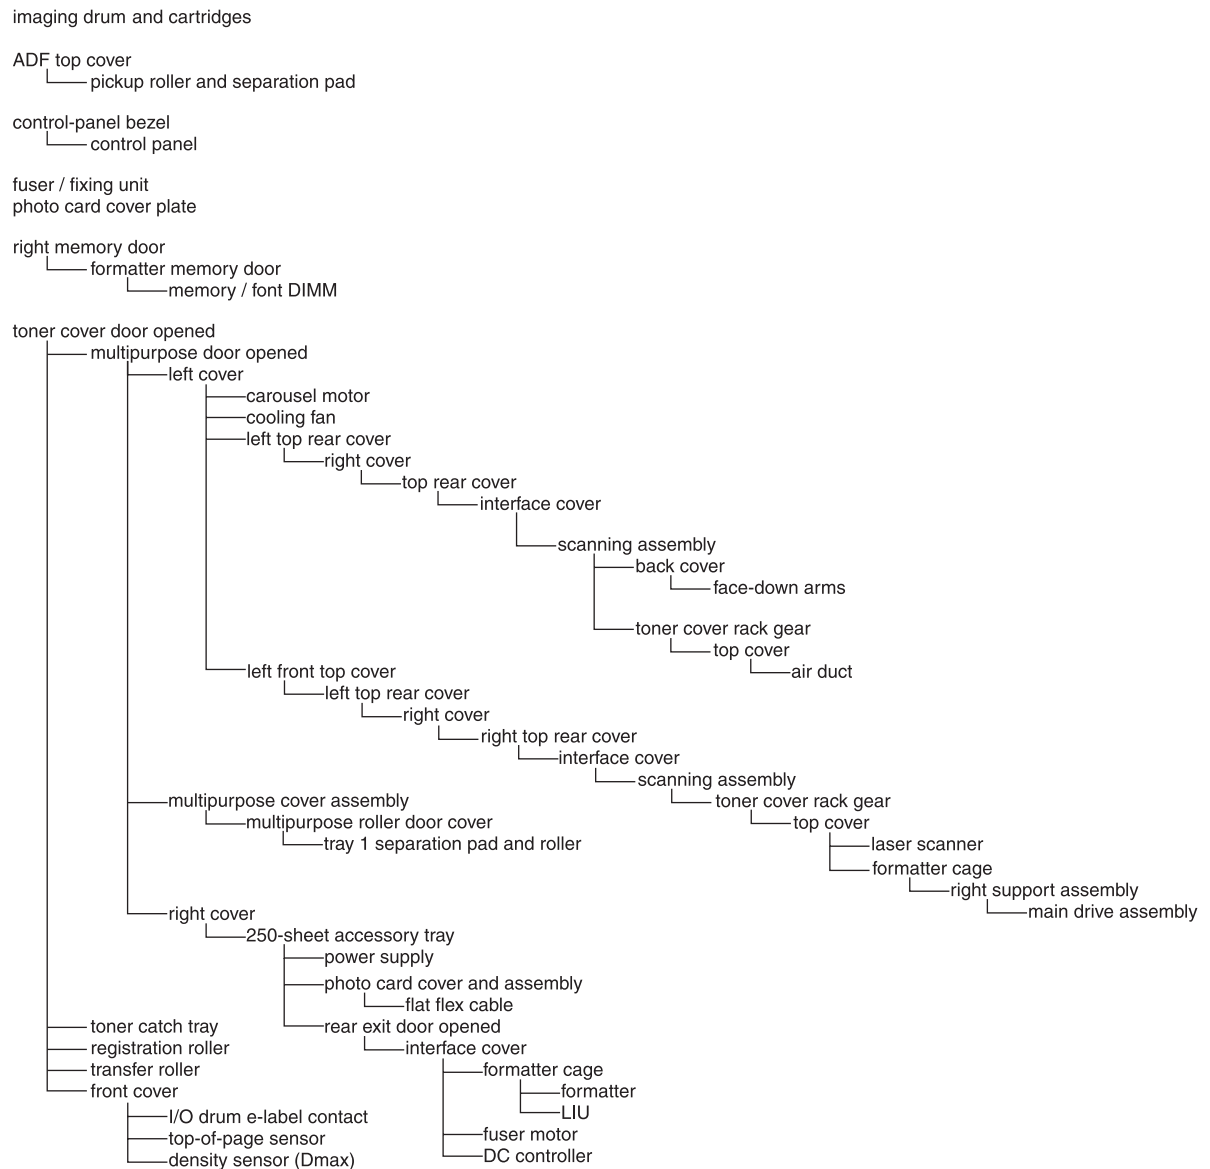 imaging drum and cartridges
ADF top cover
pickup roller and separation pad
control-panel bezel
control panel
fuser / fixing unit
photo card cover plate
right memory door
formatter memory door
memory / font DIMM
toner cover door opened
multipurpose door opened
left cover
carousel motor
cooling fan
left top rear cover
right cover
top rear cover
interface cover
scanning assembly
back cover
face-down arms
toner cover rack gear
top cover
air duct
left front top cover
left top rear cover
right cover
right top rear cover
interface cover
scanning assembly
toner cover rack gear
top cover
laser scanner
formatter cage
right support assembly
main drive assembly
multipurpose cover assembly
multipurpose roller door cover
tray 1 separation pad and roller
right cover
250-sheet accessory tray
power supply
photo card cover and assembly
flat flex cable
rear exit door opened
interface cover
formatter cage
formatter
LIU
fuser motor
DC controller
toner catch tray
registration roller
transfer roller
front cover
I/O drum e-label contact
top-of-page sensor
density sensor (Dmax)